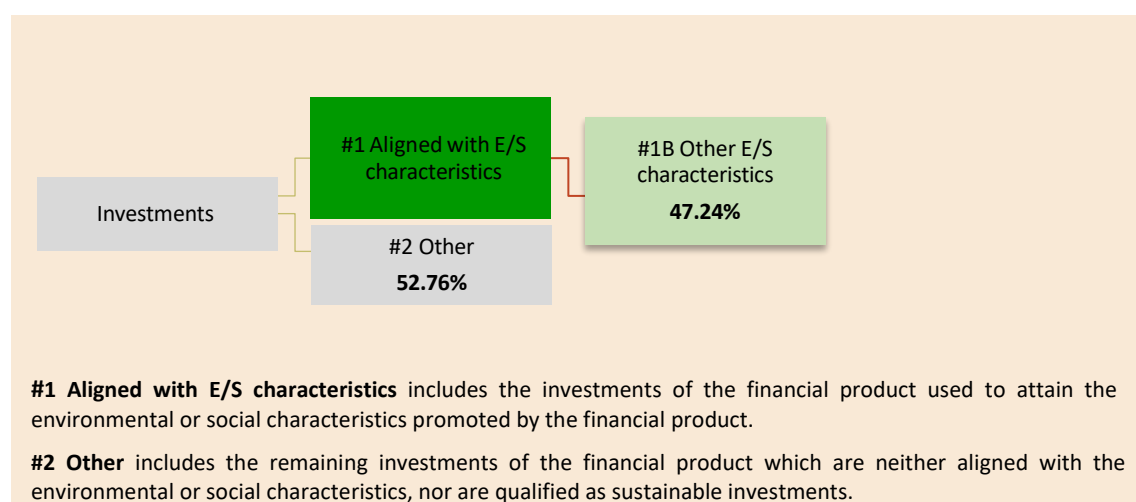 #1 Aligned with E/S
characteristics
#1B Other E/S
characteristics
47.24%
Investments
#2 Other
52.76%
#1 Aligned with E/S characteristics includes the investments of the financial product used to attain the
environmental or social characteristics promoted by the financial product.
#2 Other includes the remaining investments of the financial product which are neither aligned with the
environmental or social characteristics, nor are qualified as sustainable investments.